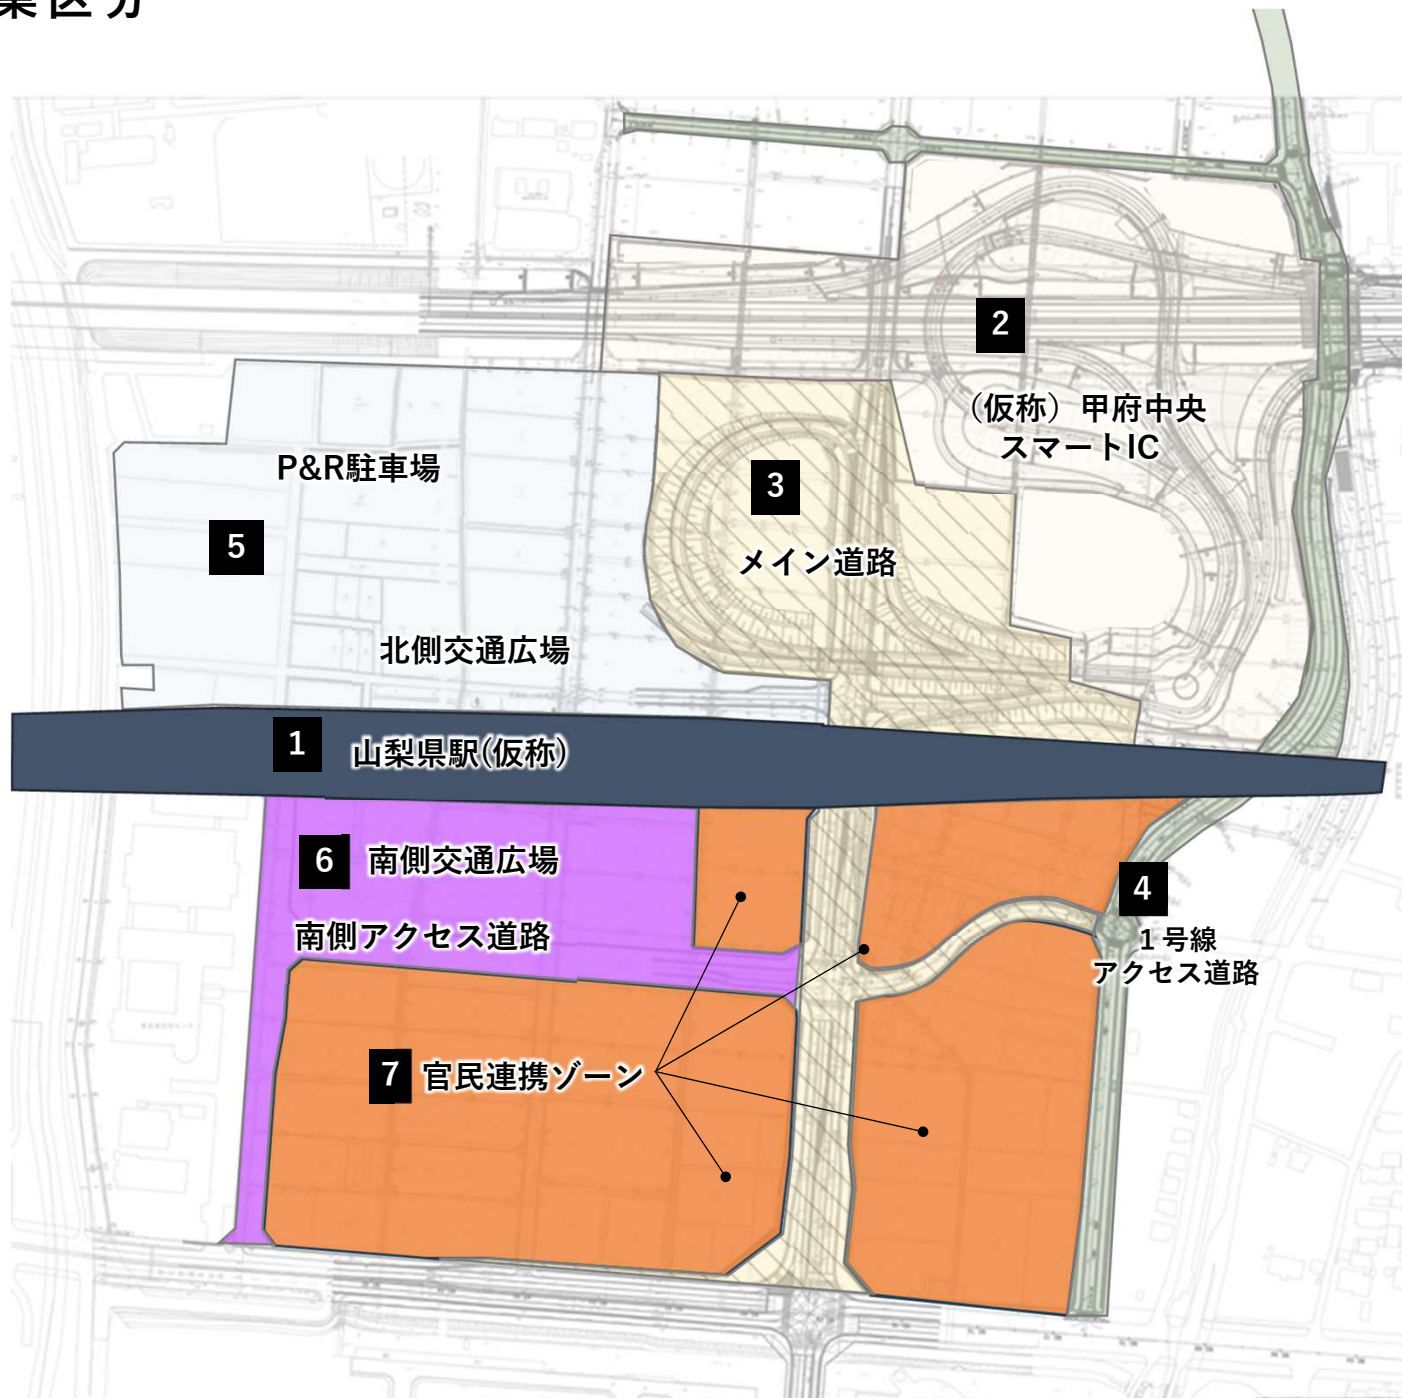 業区分
2
（仮称）甲府中央
スマートIC
P&R駐車場
3
5
メイン道路
北側交通広場
1 山梨県駅(仮称)
6 南側交通広場
4
南側アクセス道路
１号線
アクセス道路
7 官民連携ゾーン